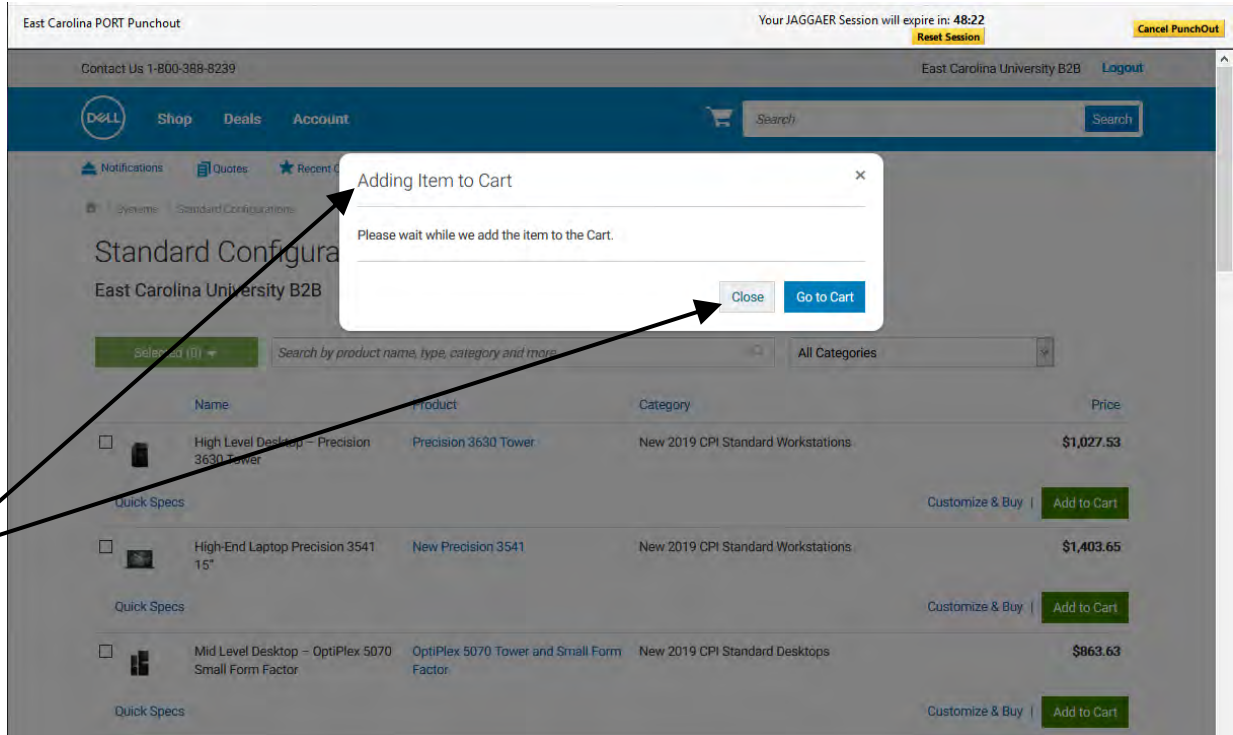 East Carolina PORT Punchout
Your JAGGAER Session will expire in: 48:22
Reset Session
Cancel PunchOut
Contact Us 1-800-388-8239
East Carolina University B2B Logout
DELL Shop Deals Account Search Search
Notifications Quotes Recent
Systems Standard Configurations
Adding Item to Cart ×
Please wait while we add the item to the Cart.
Close Go to Cart
Standard Configura
East Carolina University B2B
Selected (0) Search by product name, type, category and more All Categories
Name Product Category Price
High Level Desktop – Precision Precision 3630 Tower New 2019 CPI Standard Workstations $1,027.53
3630 Tower
Quick Specs Customize & Buy | Add to Cart
High-End Laptop Precision 3541 New Precision 3541 New 2019 CPI Standard Workstations $1,403.65
15"
Quick Specs Customize & Buy | Add to Cart
Mid Level Desktop – OptiPlex 5070 OptiPlex 5070 Tower and Small Form New 2019 CPI Standard Desktops $863.63
Small Form Factor Factor
Quick Specs Customize & Buy | Add to Cart